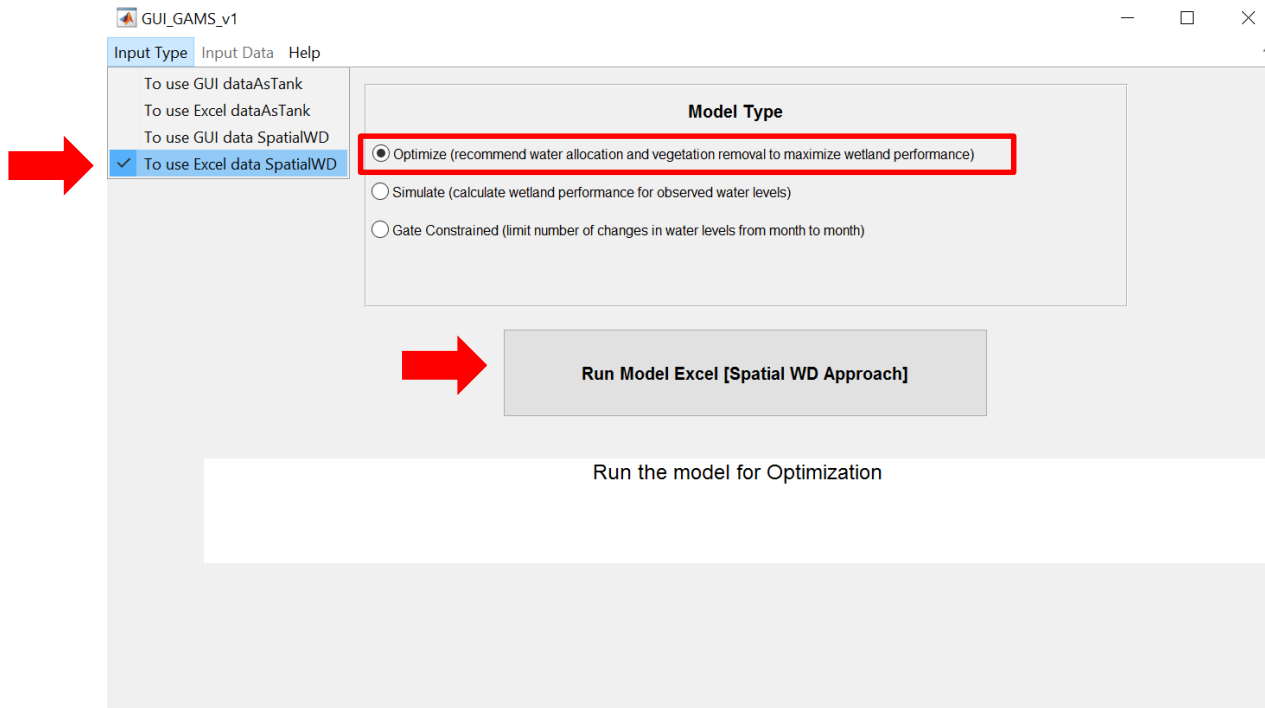 GUI_GAMS_v1
Input Type Input Data Help
To use GUI dataAsTank
To use Excel dataAsTank
To use GUI data SpatialWD
To use Excel data SpatialWD
Model Type
Optimize (recommend water allocation and vegetation removal to maximize wetland performance)
Simulate (calculate wetland performance for observed water levels)
Gate Constrained (limit number of changes in water levels from month to month)
Run Model Excel [Spatial WD Approach]
Run the model for Optimization